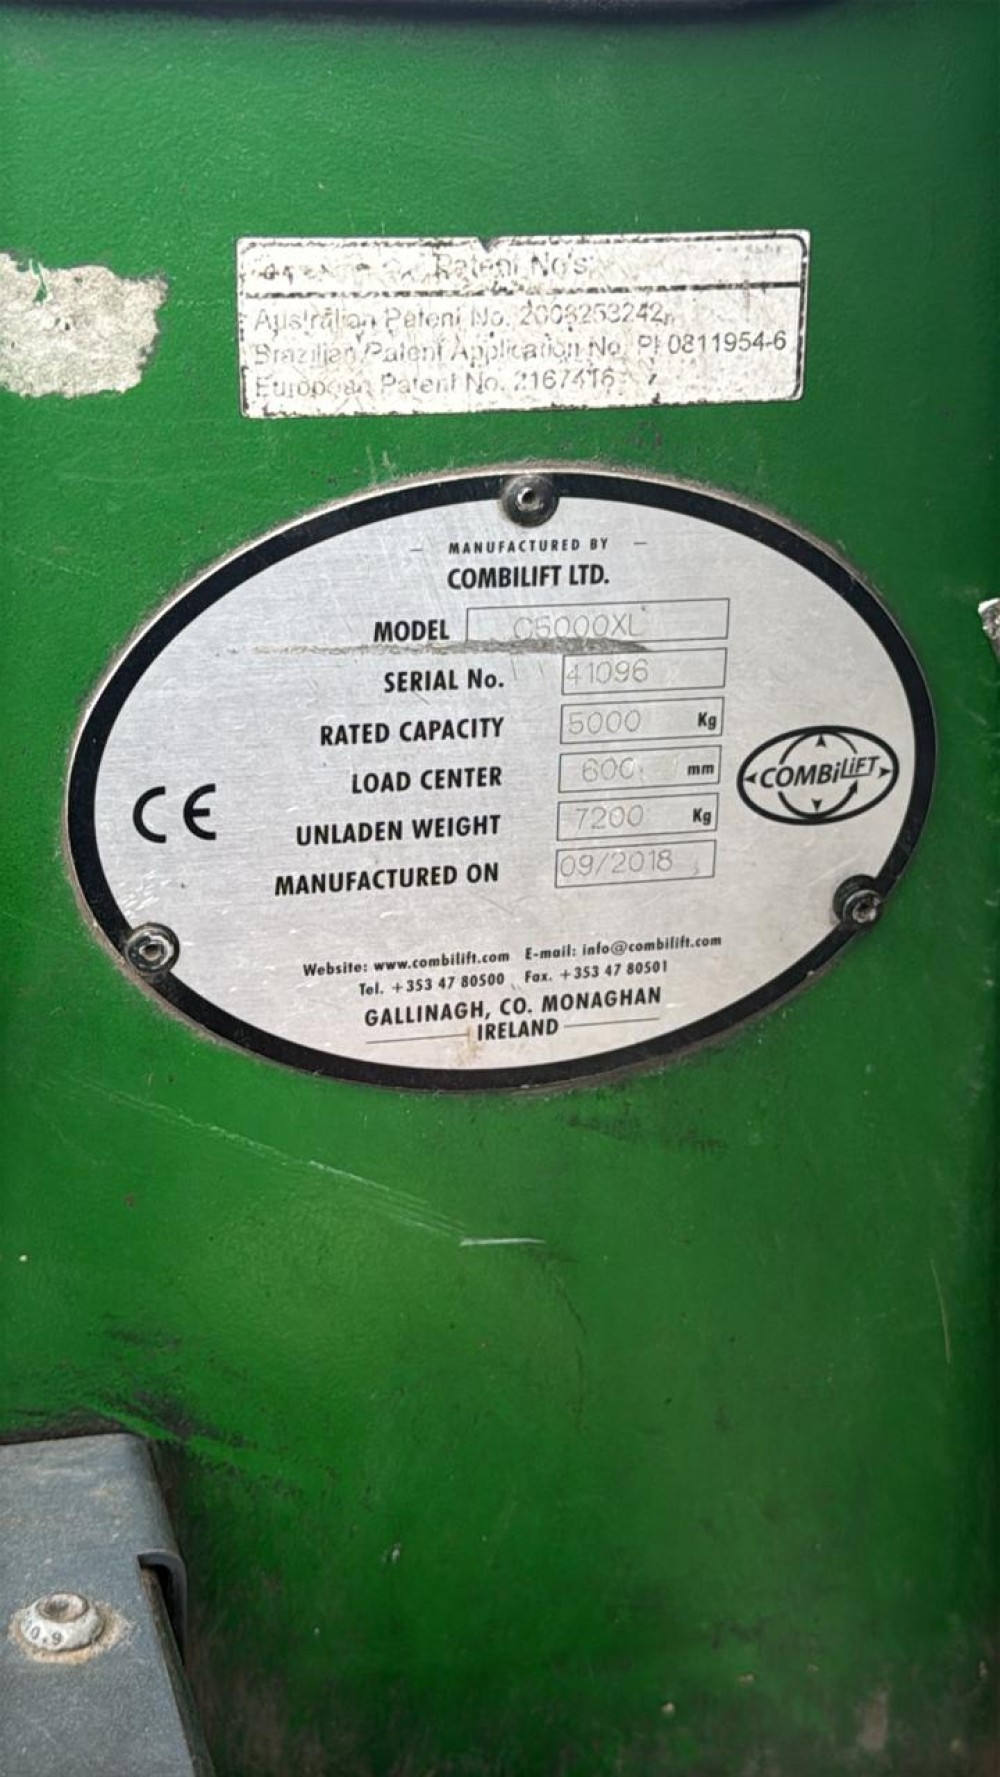 Patent No's
Australian Patent No. 2008253242
Brazilian Patent Application No. PI 0811954-6
European Patent No. 2167416
MANUFACTURED BY
COMBILIFT LTD.
MODEL C5000XL
SERIAL No. 41096
RATED CAPACITY 5000 Kg
LOAD CENTER 600 mm
UNLADEN WEIGHT 7200 Kg
MANUFACTURED ON 09/2018
CE
COMBiLiFT
Website: www.combilift.com E-mail: info@combilift.com
Tel. +353 47 80500 Fax. +353 47 80501
GALLINAGH, CO. MONAGHAN
IRELAND
10.9